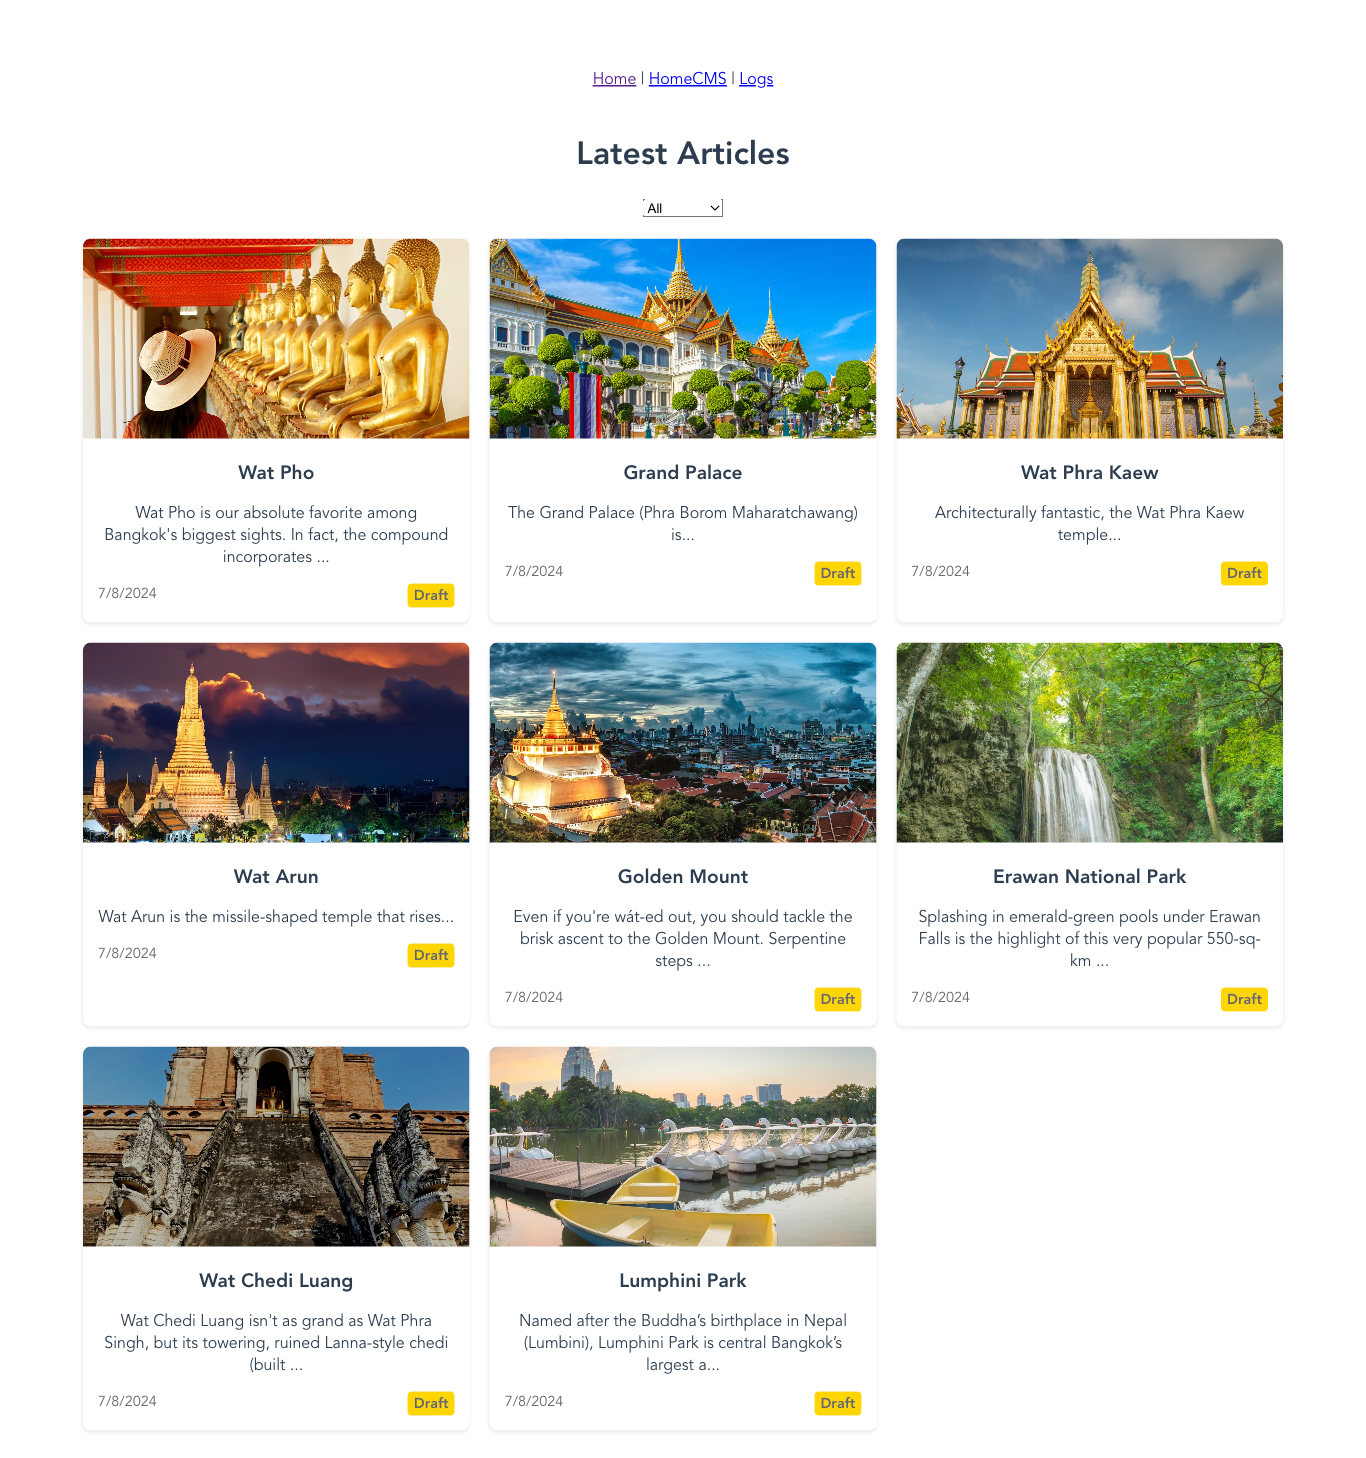 Home | HomeCMS | Logs
Latest Articles
All
Wat Pho
Wat Pho is our absolute favorite among
Bangkok's biggest sights. In fact, the compound
incorporates ...
7/8/2024
Draft
Grand Palace
The Grand Palace (Phra Borom Maharatchawang)
is...
7/8/2024
Draft
Wat Phra Kaew
Architecturally fantastic, the Wat Phra Kaew
temple...
7/8/2024
Draft
Wat Arun
Wat Arun is the missile-shaped temple that rises...
7/8/2024
Draft
Golden Mount
Even if you're wát-ed out, you should tackle the
brisk ascent to the Golden Mount. Serpentine
steps ...
7/8/2024
Draft
Erawan National Park
Splashing in emerald-green pools under Erawan
Falls is the highlight of this very popular 550-sq-
km ...
7/8/2024
Draft
Wat Chedi Luang
Wat Chedi Luang isn't as grand as Wat Phra
Singh, but its towering, ruined Lanna-style chedi
(built ...
7/8/2024
Draft
Lumphini Park
Named after the Buddha’s birthplace in Nepal
(Lumbini), Lumphini Park is central Bangkok’s
largest a...
7/8/2024
Draft